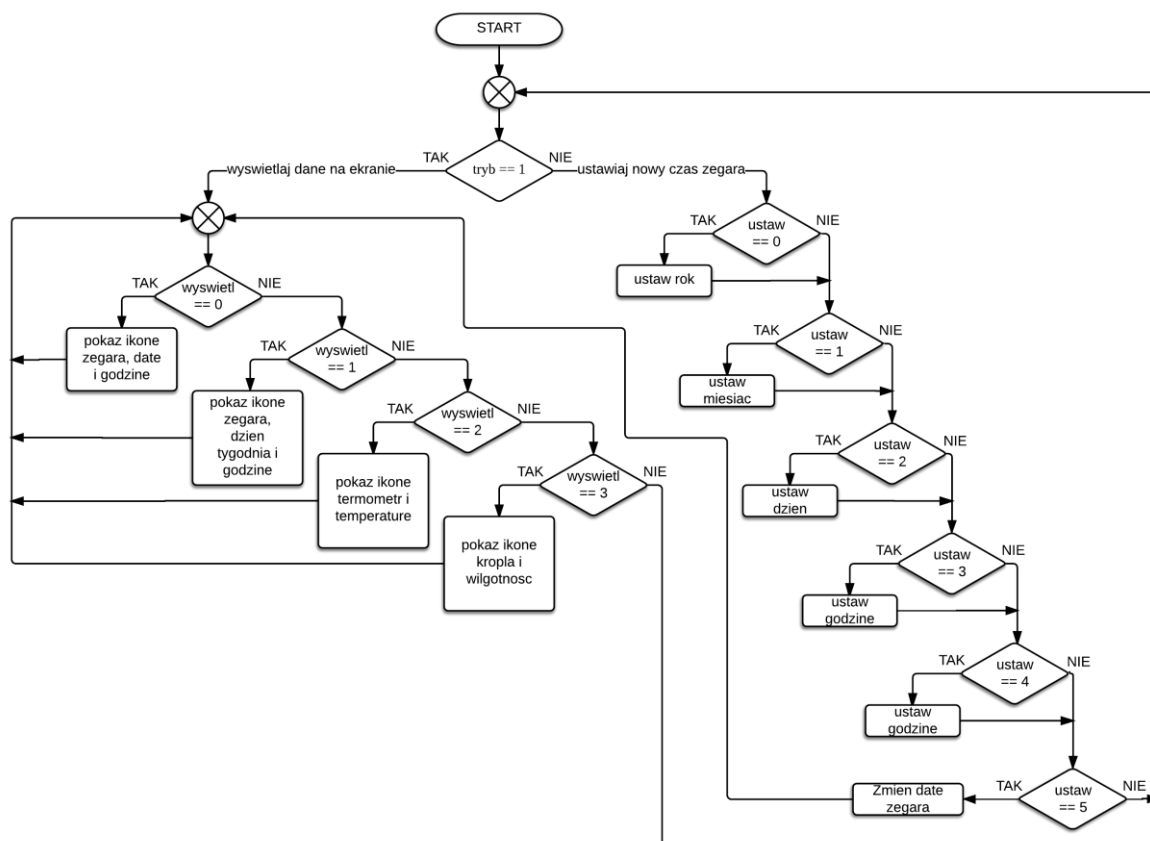 START
TAK
NIE
wyswietlaj dane na ekranie
tryb == 1
ustawiaj nowy czas zegara
TAK
ustaw
== 0
NIE
ustaw rok
TAK
wyswietl
== 0
NIE
pokaz ikone
zegara, date
i godzine
TAK
wyswietl
== 1
NIE
pokaz ikone
zegara,
dzien
tygodnia i
godzine
TAK
wyswietl
== 2
NIE
pokaz ikone
termometr i
temperature
TAK
wyswietl
== 3
NIE
pokaz ikone
kropla i
wilgotnosc
TAK
ustaw
== 1
NIE
ustaw
miesiac
TAK
ustaw
== 2
NIE
ustaw
dzien
TAK
ustaw
== 3
NIE
ustaw
godzine
TAK
ustaw
== 4
NIE
ustaw
godzine
TAK
ustaw
== 5
NIE
Zmien date
zegara